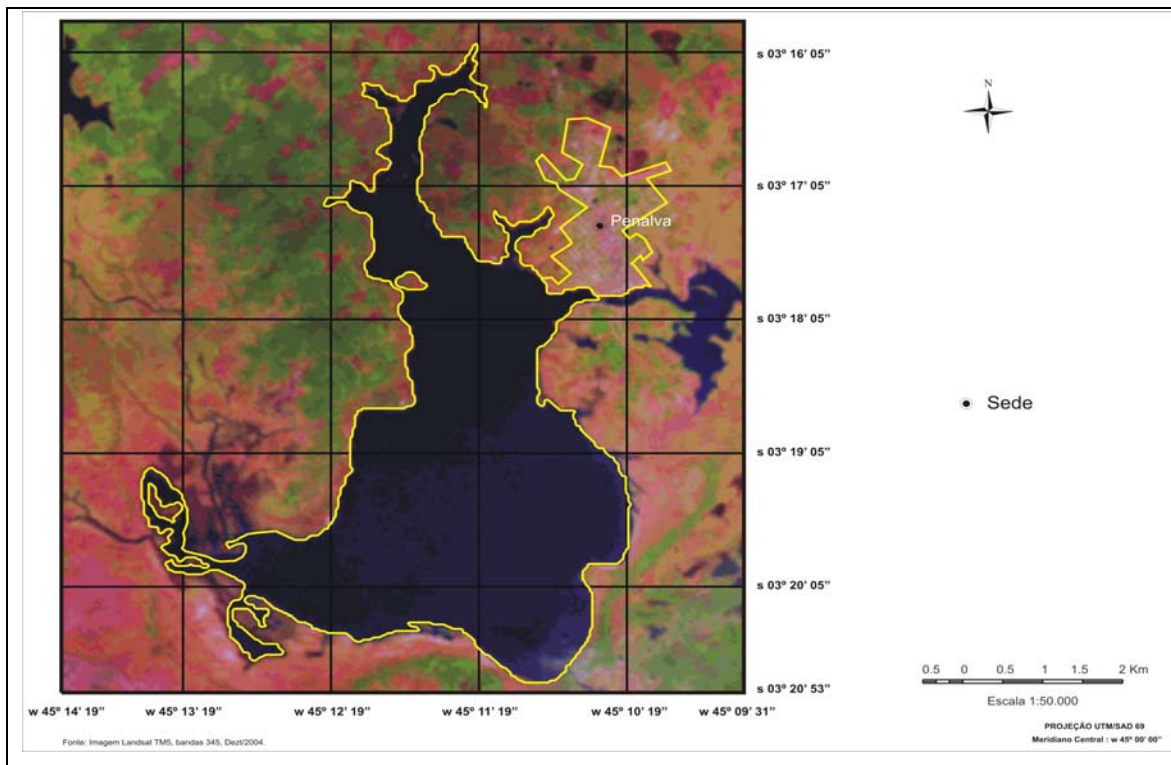 s 03º 16' 05"
N
s 03º 17' 05"
Penalva
s 03º 18' 05"
Sede
s 03º 19' 05"
s 03º 20' 05"
0.5 0 0.5 1 1.5 2 Km
s 03º 20' 53"
Escala 1:50.000
w 45º 14' 19" w 45º 13' 19" w 45º 12' 19" w 45º 11' 19" w 45º 10' 19" w 45º 09' 31"
PROJEÇÃO UTM/SAD 69
Fonte: Imagem Landsat TM5, bandas 345, Dezt/2004.
Meridiano Central : w 45º 00' 00"